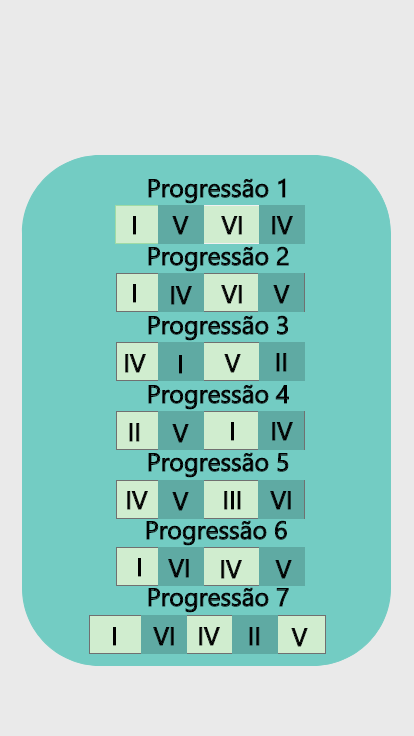 Progressão 1
I V VI IV
Progressão 2
I IV VI V
Progressão 3
IV I V II
Progressão 4
II V I IV
Progressão 5
IV V III VI
Progressão 6
I VI IV V
Progressão 7
I VI IV II V